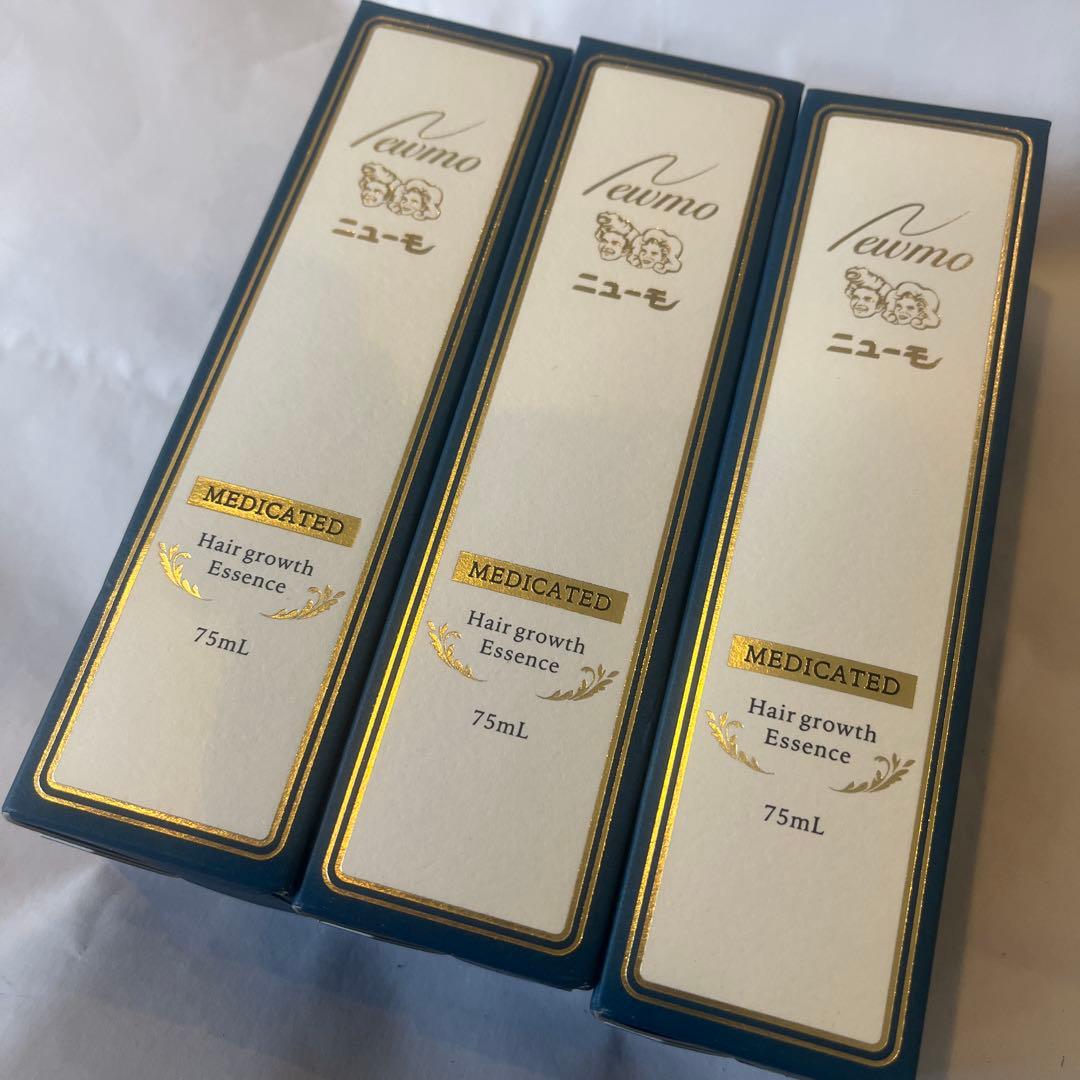 Newmo
ニューモ
MEDICATED
Hair growth
Essence
75mL
Newmo
ニューモ
MEDICATED
Hair growth
Essence
75mL
Newmo
ニューモ
MEDICATED
Hair growth
Essence
75mL